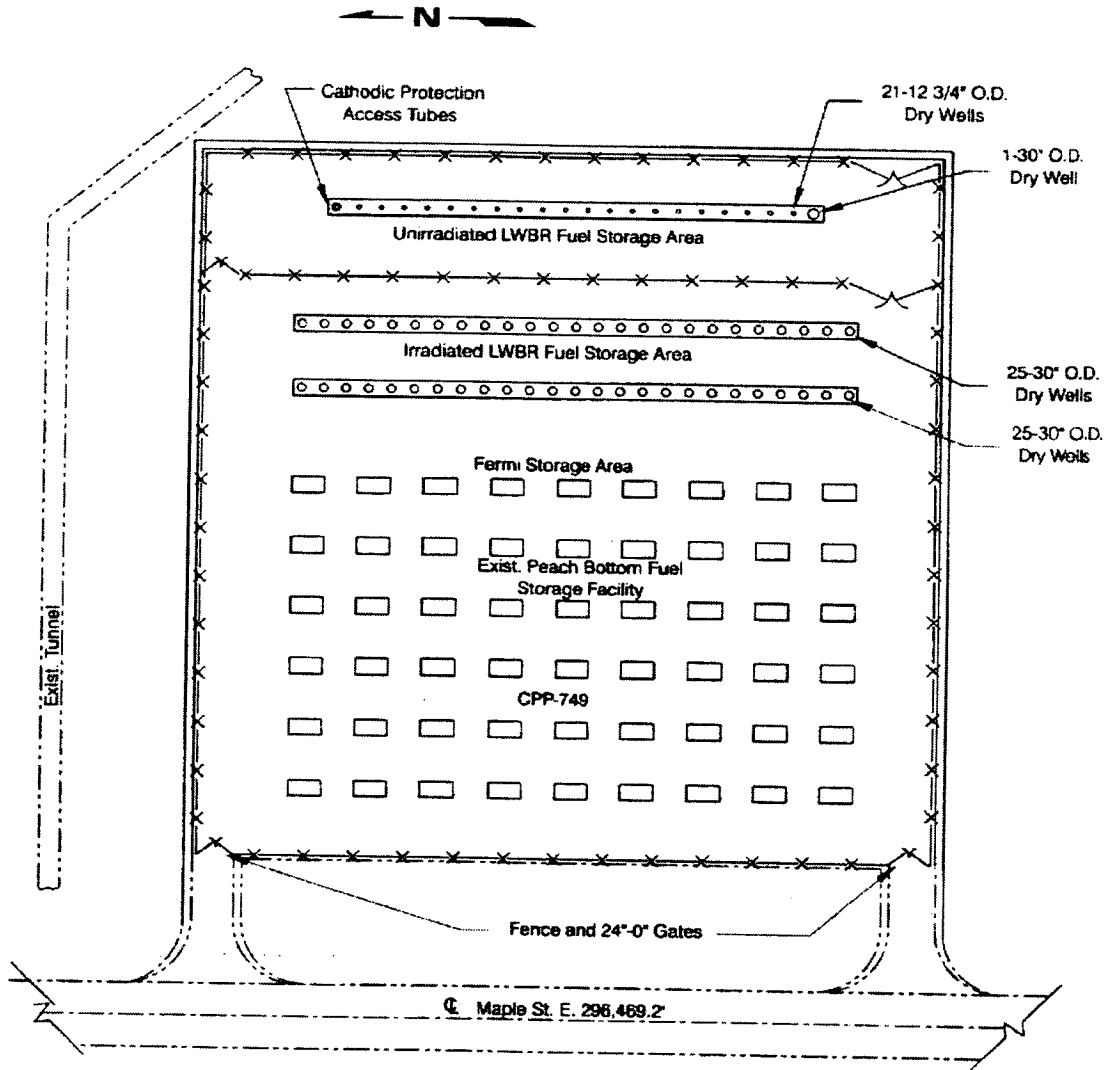 N
Cathodic Protection
Access Tubes
21-12 3/4" O.D.
Dry Wells
1-30" O.D.
Dry Well
Unirradiated LWBR Fuel Storage Area
Irradiated LWBR Fuel Storage Area
25-30" O.D.
Dry Wells
25-30" O.D.
Dry Wells
Fermi Storage Area
Exist. Peach Bottom Fuel
Storage Facility
CPP-749
Exist. Tunnel
Fence and 24"-0" Gates
℄ Maple St. E. 296,469.2'